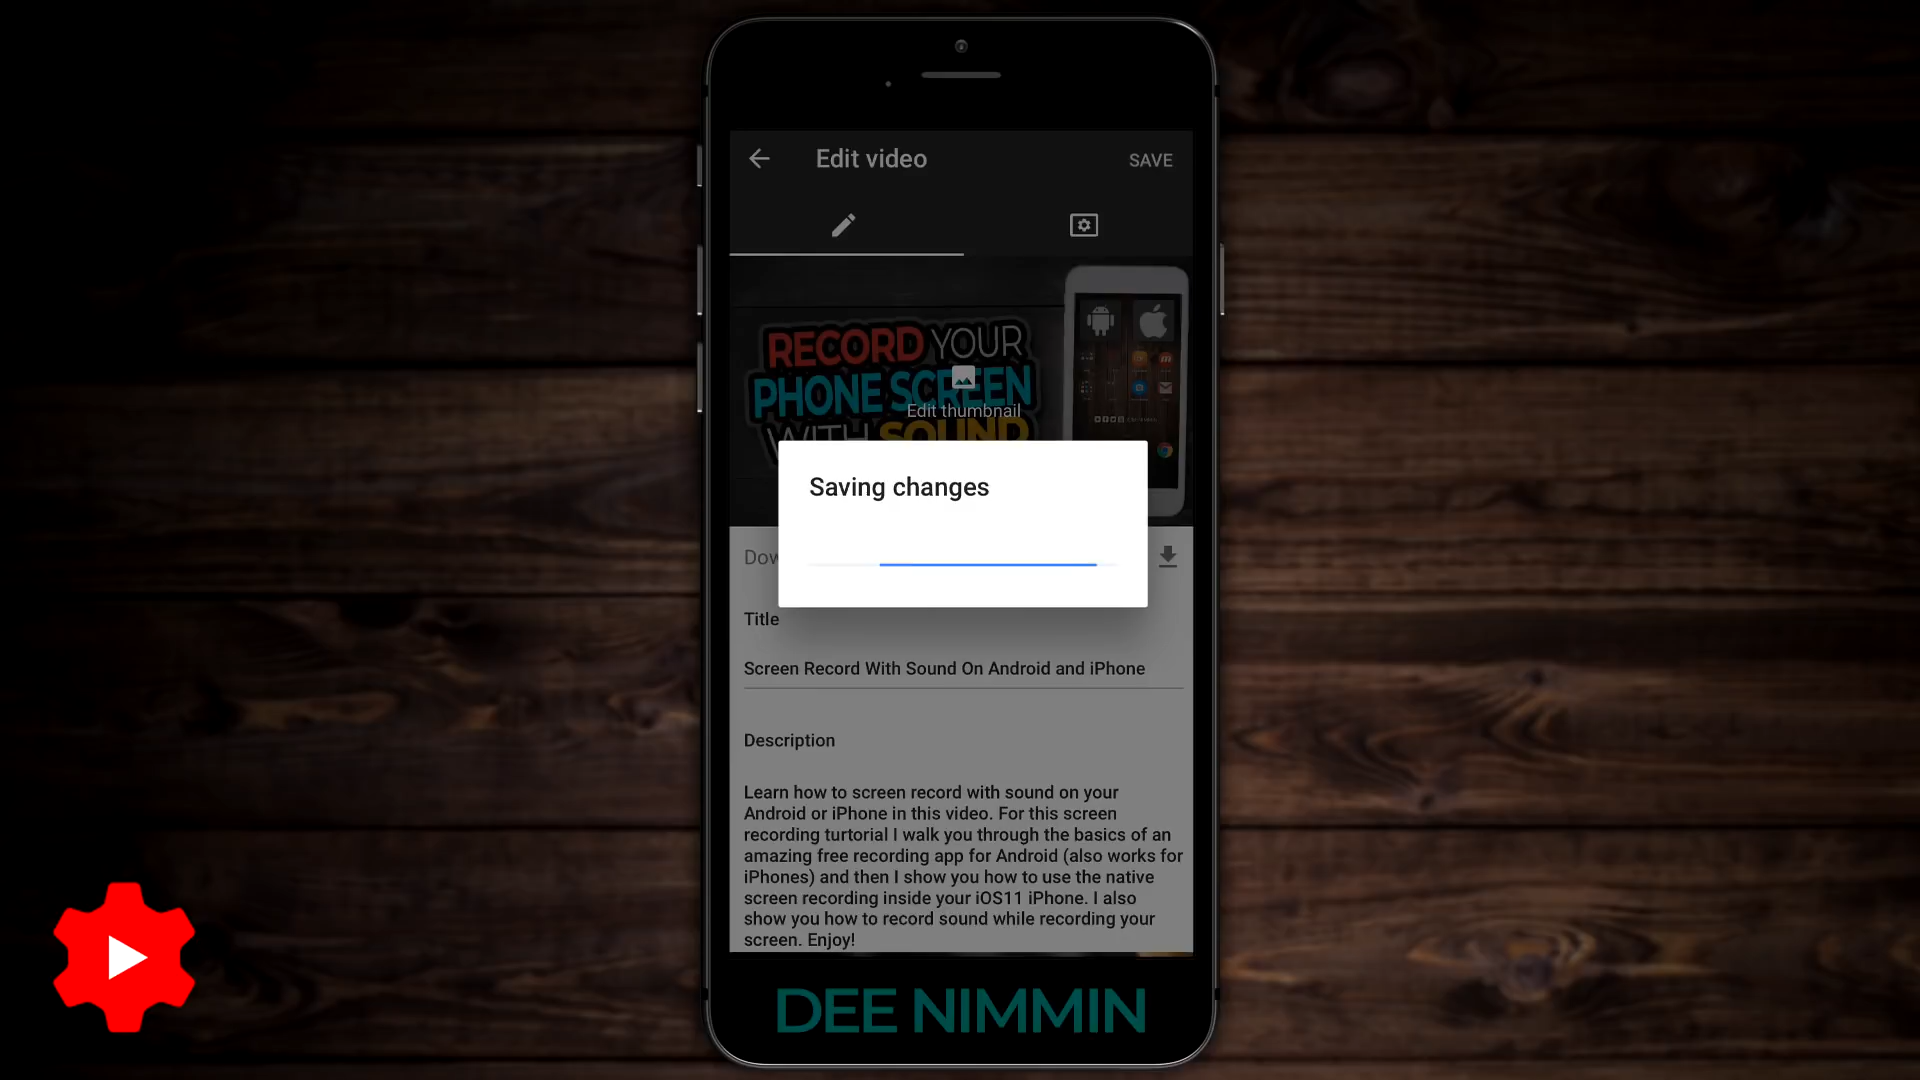 Edit video
SAVE
RECORD YOUR
PHONE SCREEN
Edit thumbnail
WITH SOUND
Saving changes
Dow
Title
Screen Record With Sound On Android and iPhone
Description
Learn how to screen record with sound on your
Android or iPhone in this video. For this screen
recording turtorial I walk you through the basics of an
amazing free recording app for Android (also works for
iPhones) and then I show you how to use the native
screen recording inside your iOS11 iPhone. I also
show you how to record sound while recording your
screen. Enjoy!
DEE NIMMIN